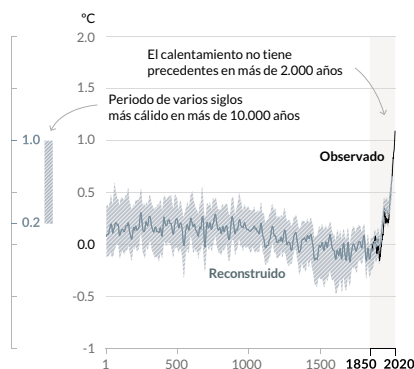 °C
2.0
El calentamiento no tiene
precedentes en más de 2.000 años
1.5
Periodo de varios siglos
más cálido en más de 10.000 años
1.0
1.0
Observado
0.5
0.2
0.0
Reconstruido
-0.5
-1
1 500 1000 1500 1850 2020